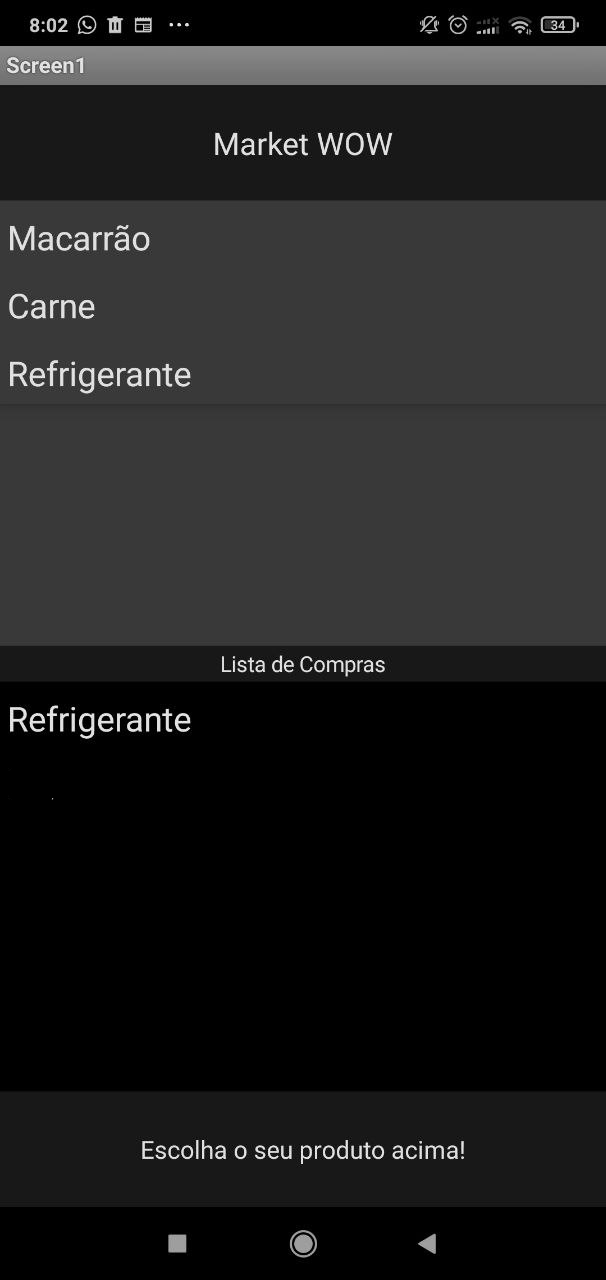 8:02
34
Screen1
Market WOW
Macarrão
Carne
Refrigerante
Lista de Compras
Refrigerante
Escolha o seu produto acima!